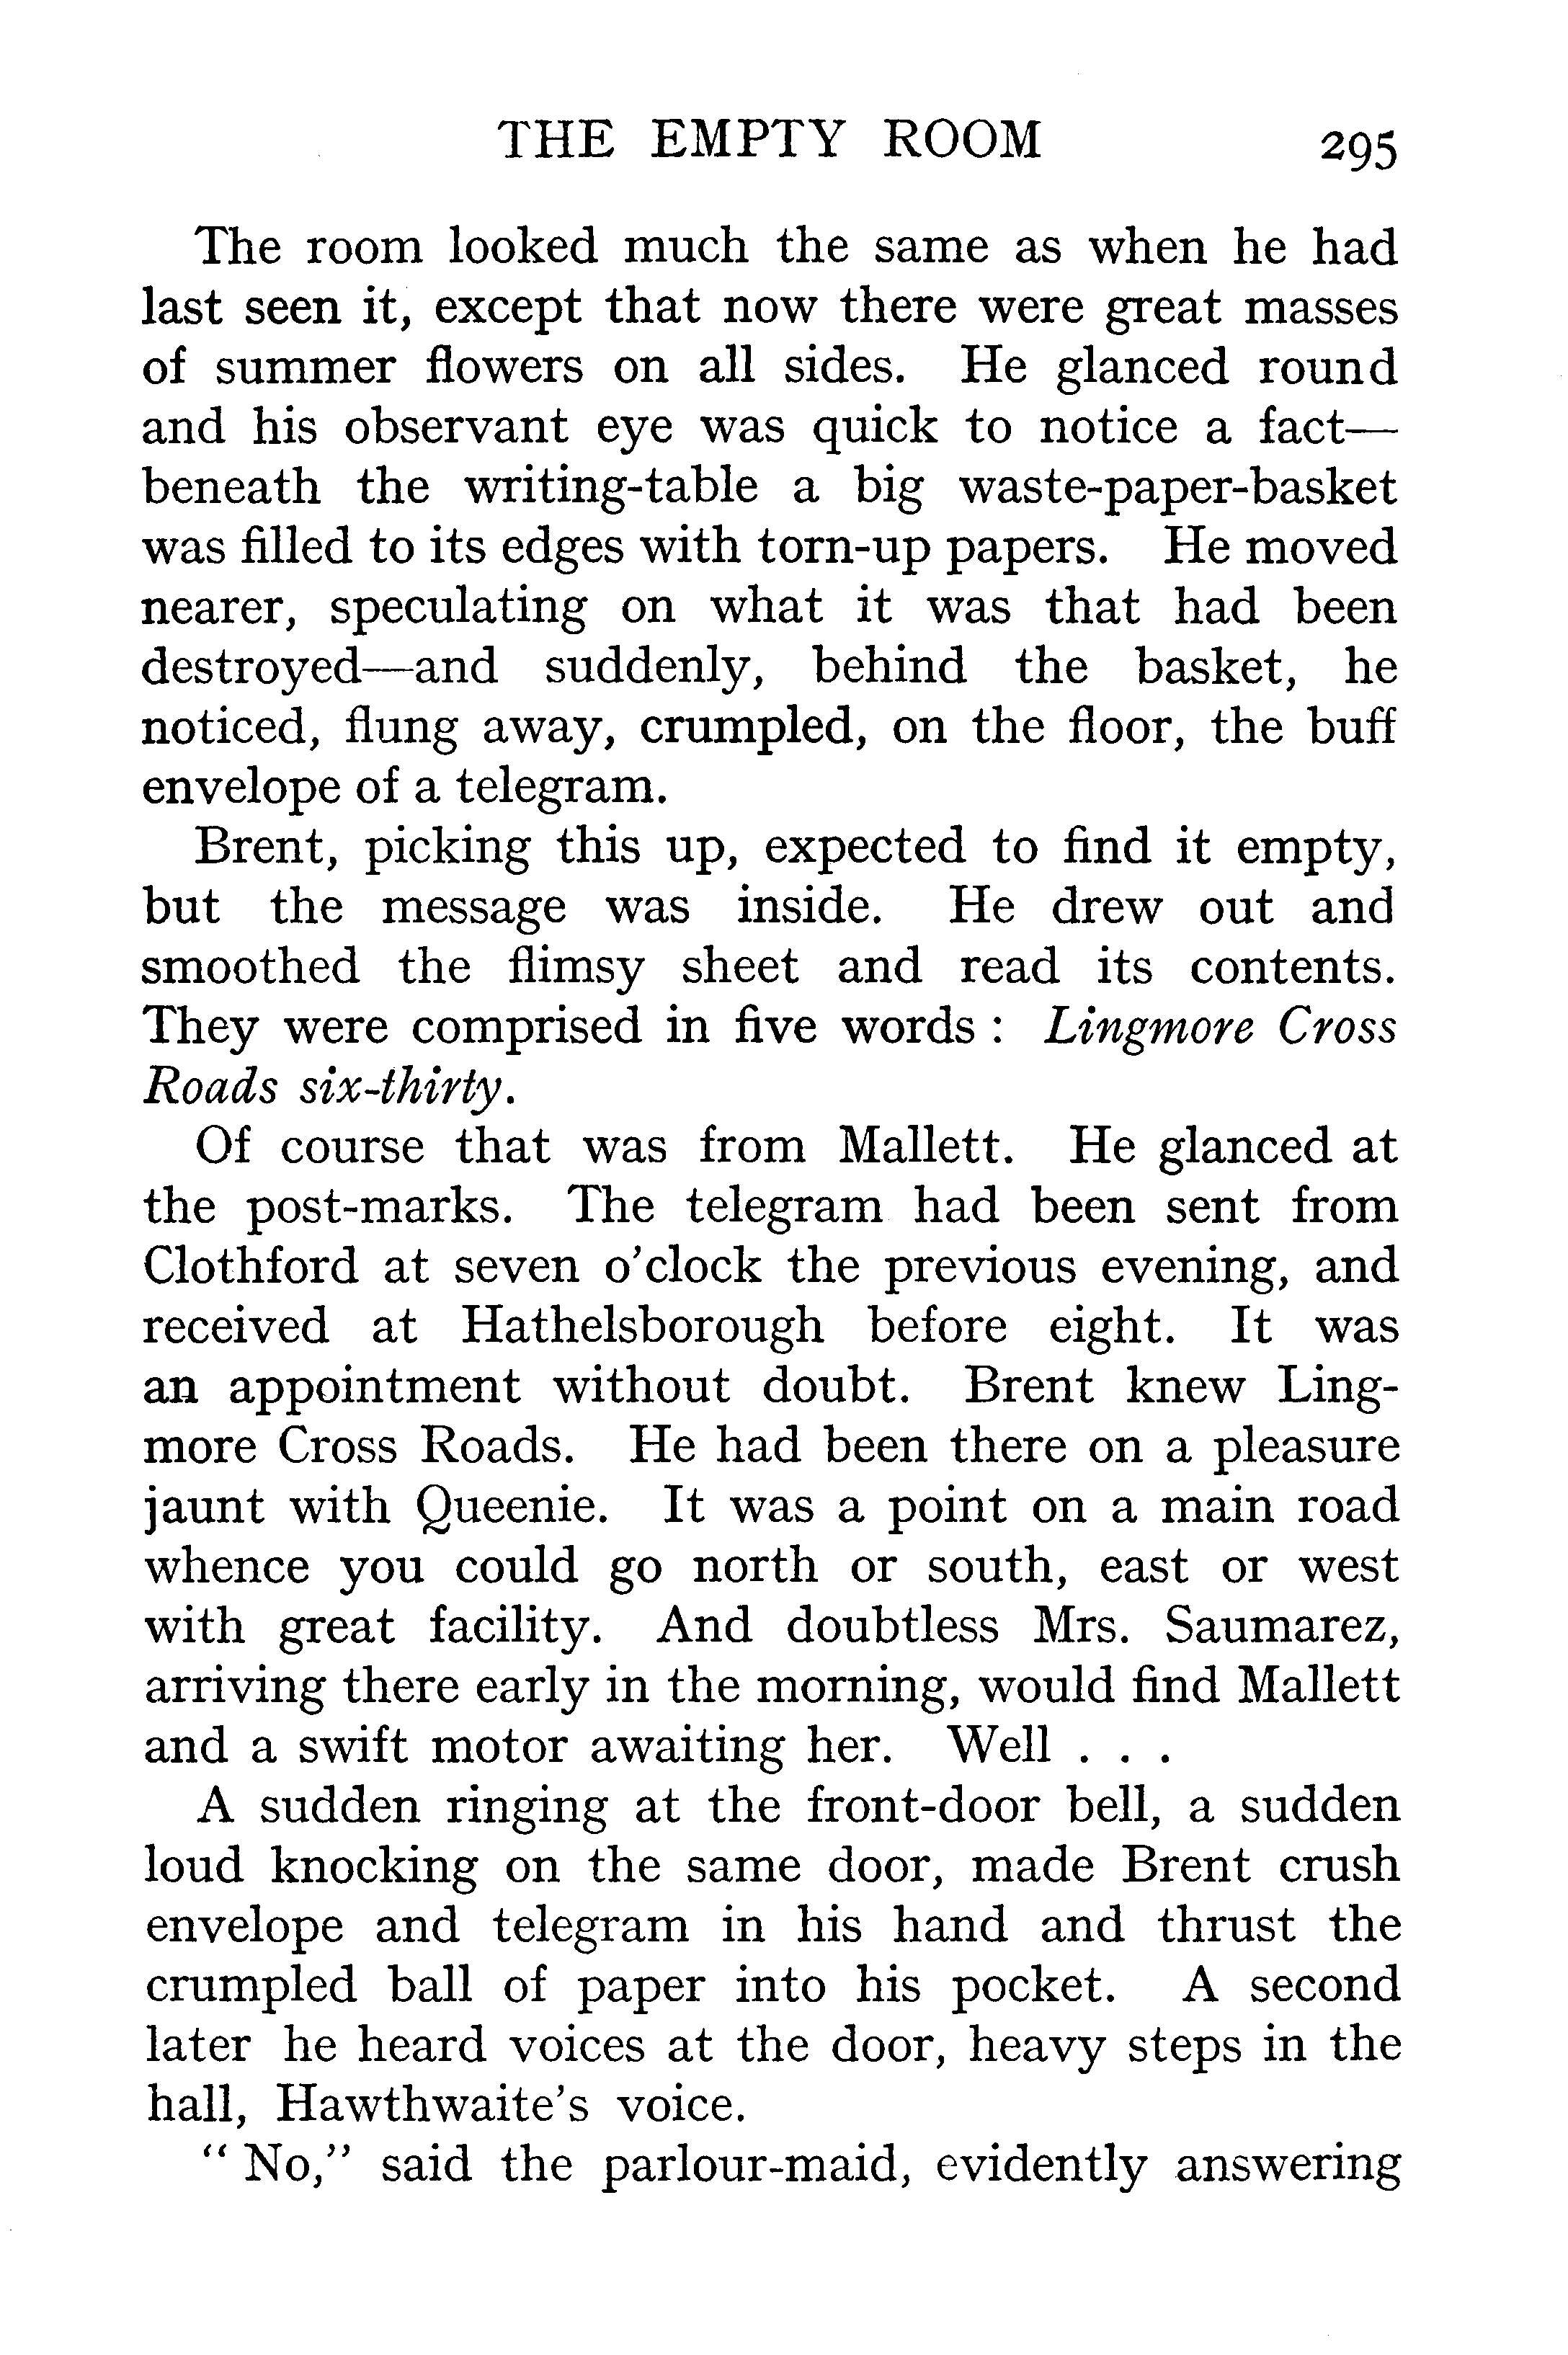 THE EMPTY ROOM 295
The room looked much the same as when he had
last seen it, except that now there were great masses
of summer flowers on all sides. He glanced round
and his observant eye was quick to notice a fact—
beneath the writing-table a big waste-paper-basket
was filled to its edges with torn-up papers. He moved
nearer, speculating on what it was that had been
destroyed—and suddenly, behind the basket, he
noticed, flung away, crumpled, on the floor, the buff
envelope of a telegram.
Brent, picking this up, expected to find it empty,
but the message was inside. He drew out and
smoothed the flimsy sheet and read its contents.
They were comprised in five words : Lingmore Cross
Roads six-thirty.
Of course that was from Mallett. He glanced at
the post-marks. The telegram had been sent from
Clothford at seven o'clock the previous evening, and
received at Hathelsborough before eight. It was
an appointment without doubt. Brent knew Ling-
more Cross Roads. He had been there on a pleasure
jaunt with Queenie. It was a point on a main road
whence you could go north or south, east or west
with great facility. And doubtless Mrs. Saumarez,
arriving there early in the morning, would find Mallett
and a swift motor awaiting her. Well . . .
A sudden ringing at the front-door bell, a sudden
loud knocking on the same door, made Brent crush
envelope and telegram in his hand and thrust the
crumpled ball of paper into his pocket. A second
later he heard voices at the door, heavy steps in the
hall, Hawthwaite's voice.
“ No,” said the parlour-maid, evidently answering